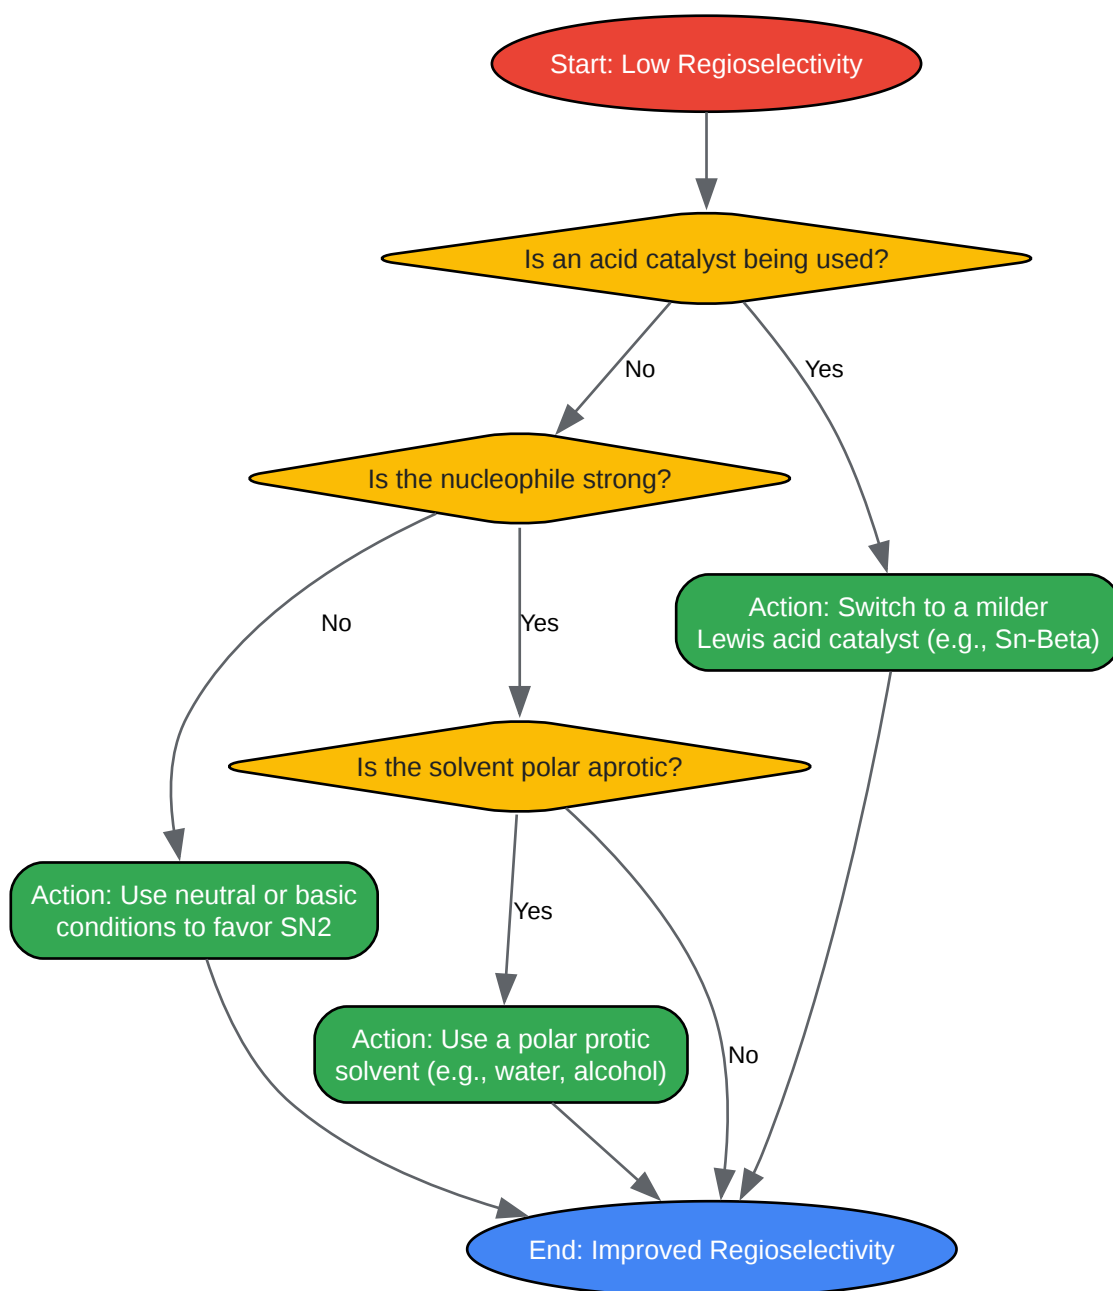 Start: Low Regioselectivity
Is an acid catalyst being used?
No
Yes
Is the nucleophile strong?
No
Yes
Action: Switch to a milder
Lewis acid catalyst (e.g., Sn-Beta)
Is the solvent polar aprotic?
Action: Use neutral or basic
conditions to favor SN2
Yes
No
Action: Use a polar protic
solvent (e.g., water, alcohol)
End: Improved Regioselectivity